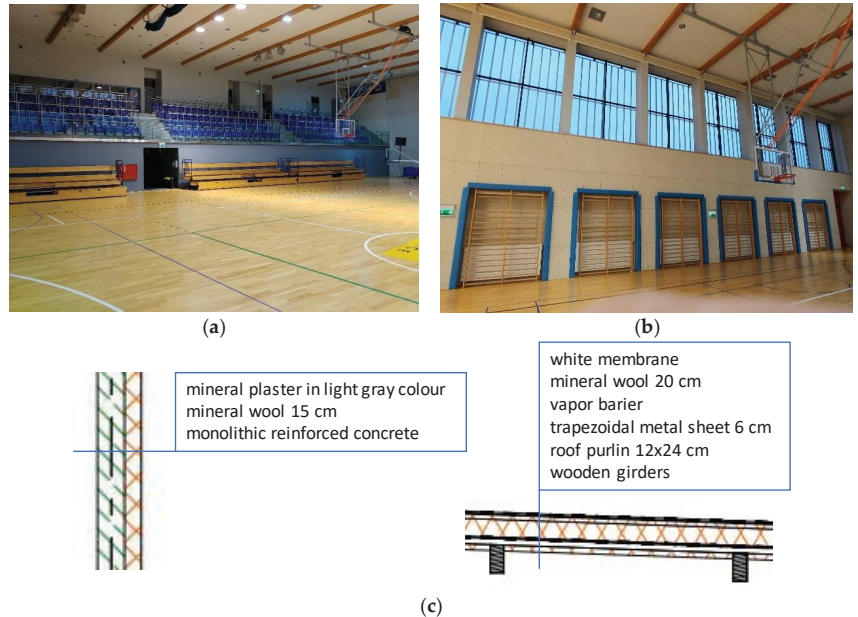 (a)
(b)
mineral plaster in light gray colour
mineral wool 15 cm
monolithic reinforced concrete
white membrane
mineral wool 20 cm
vapor barier
trapezoidal metal sheet 6 cm
roof purlin 12x24 cm
wooden girders
(c)